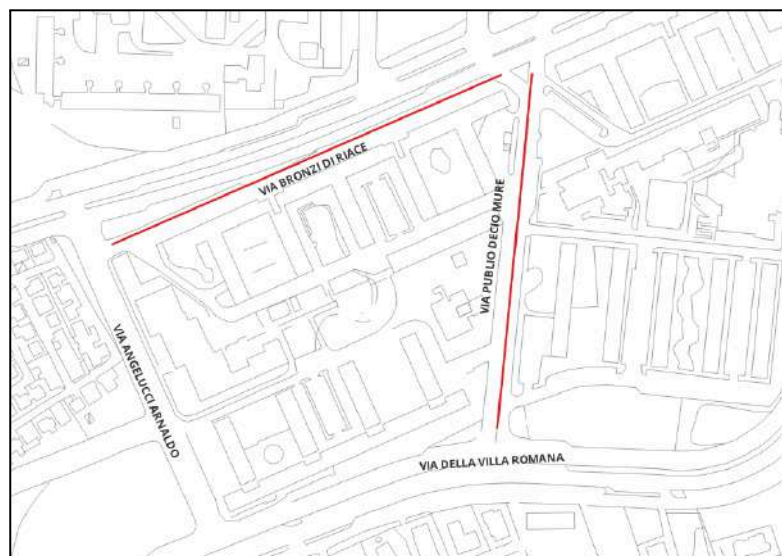 VIA BRONZI DI RIACE
VIA PUBLIO DECIO MURE
VIA ANGELUCCI ARNALDO
VIA DELLA VILLA ROMANA